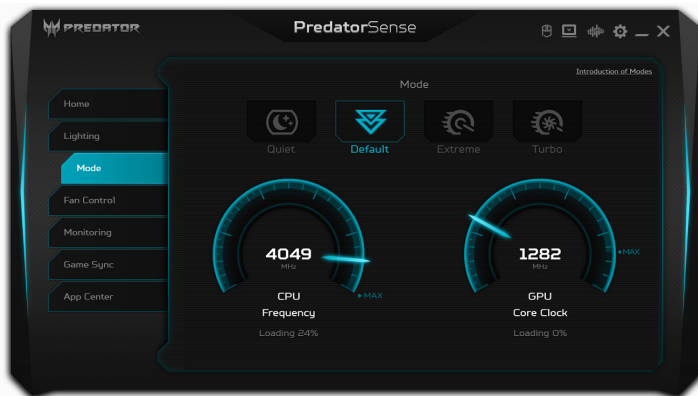 PREDATOR
PredatorSense
Introduction of Modes
Mode
Home
Lighting
Mode
Fan Control
Monitoring
Game Sync
App Center
Quiet
Default
Extreme
Turbo
4049
MHz
MAX
CPU
Frequency
Loading 24%
1282
MHz
MAX
GPU
Core Clock
Loading 0%